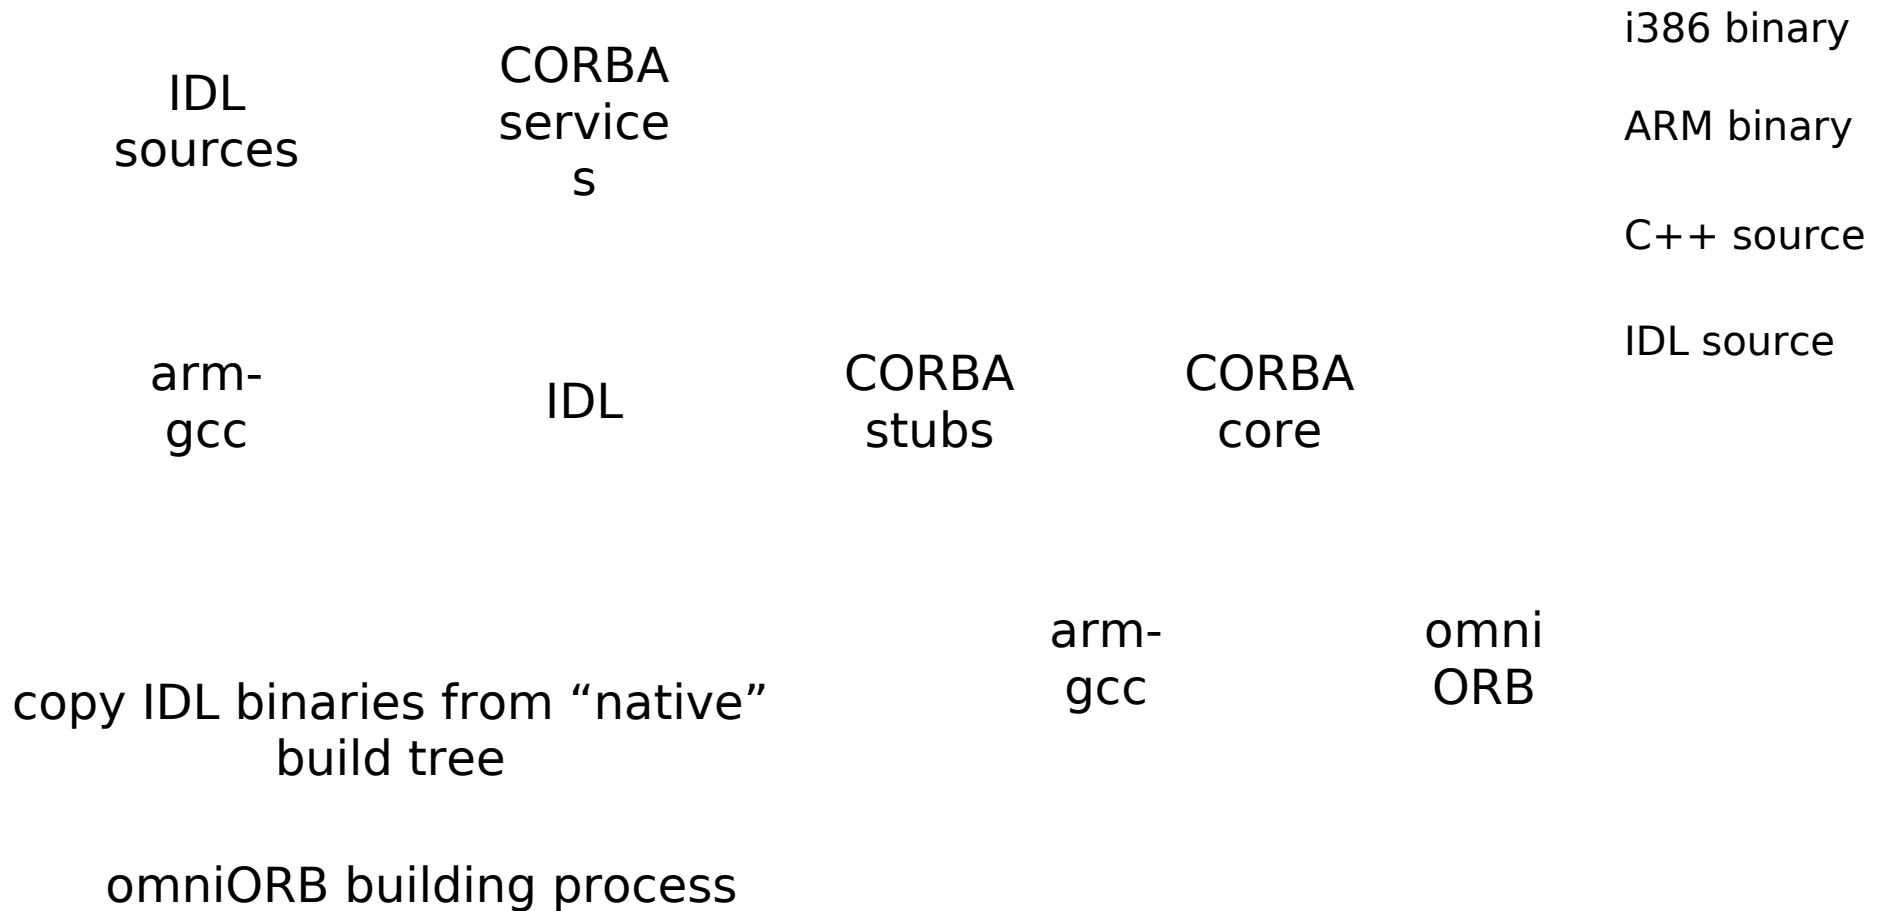 IDL
sources
CORBA
service
s
i386 binary
ARM binary
C++ source
IDL source
arm-
gcc
IDL
CORBA
stubs
CORBA
core
arm-
gcc
omni
ORB
copy IDL binaries from “native”
build tree
omniORB building process